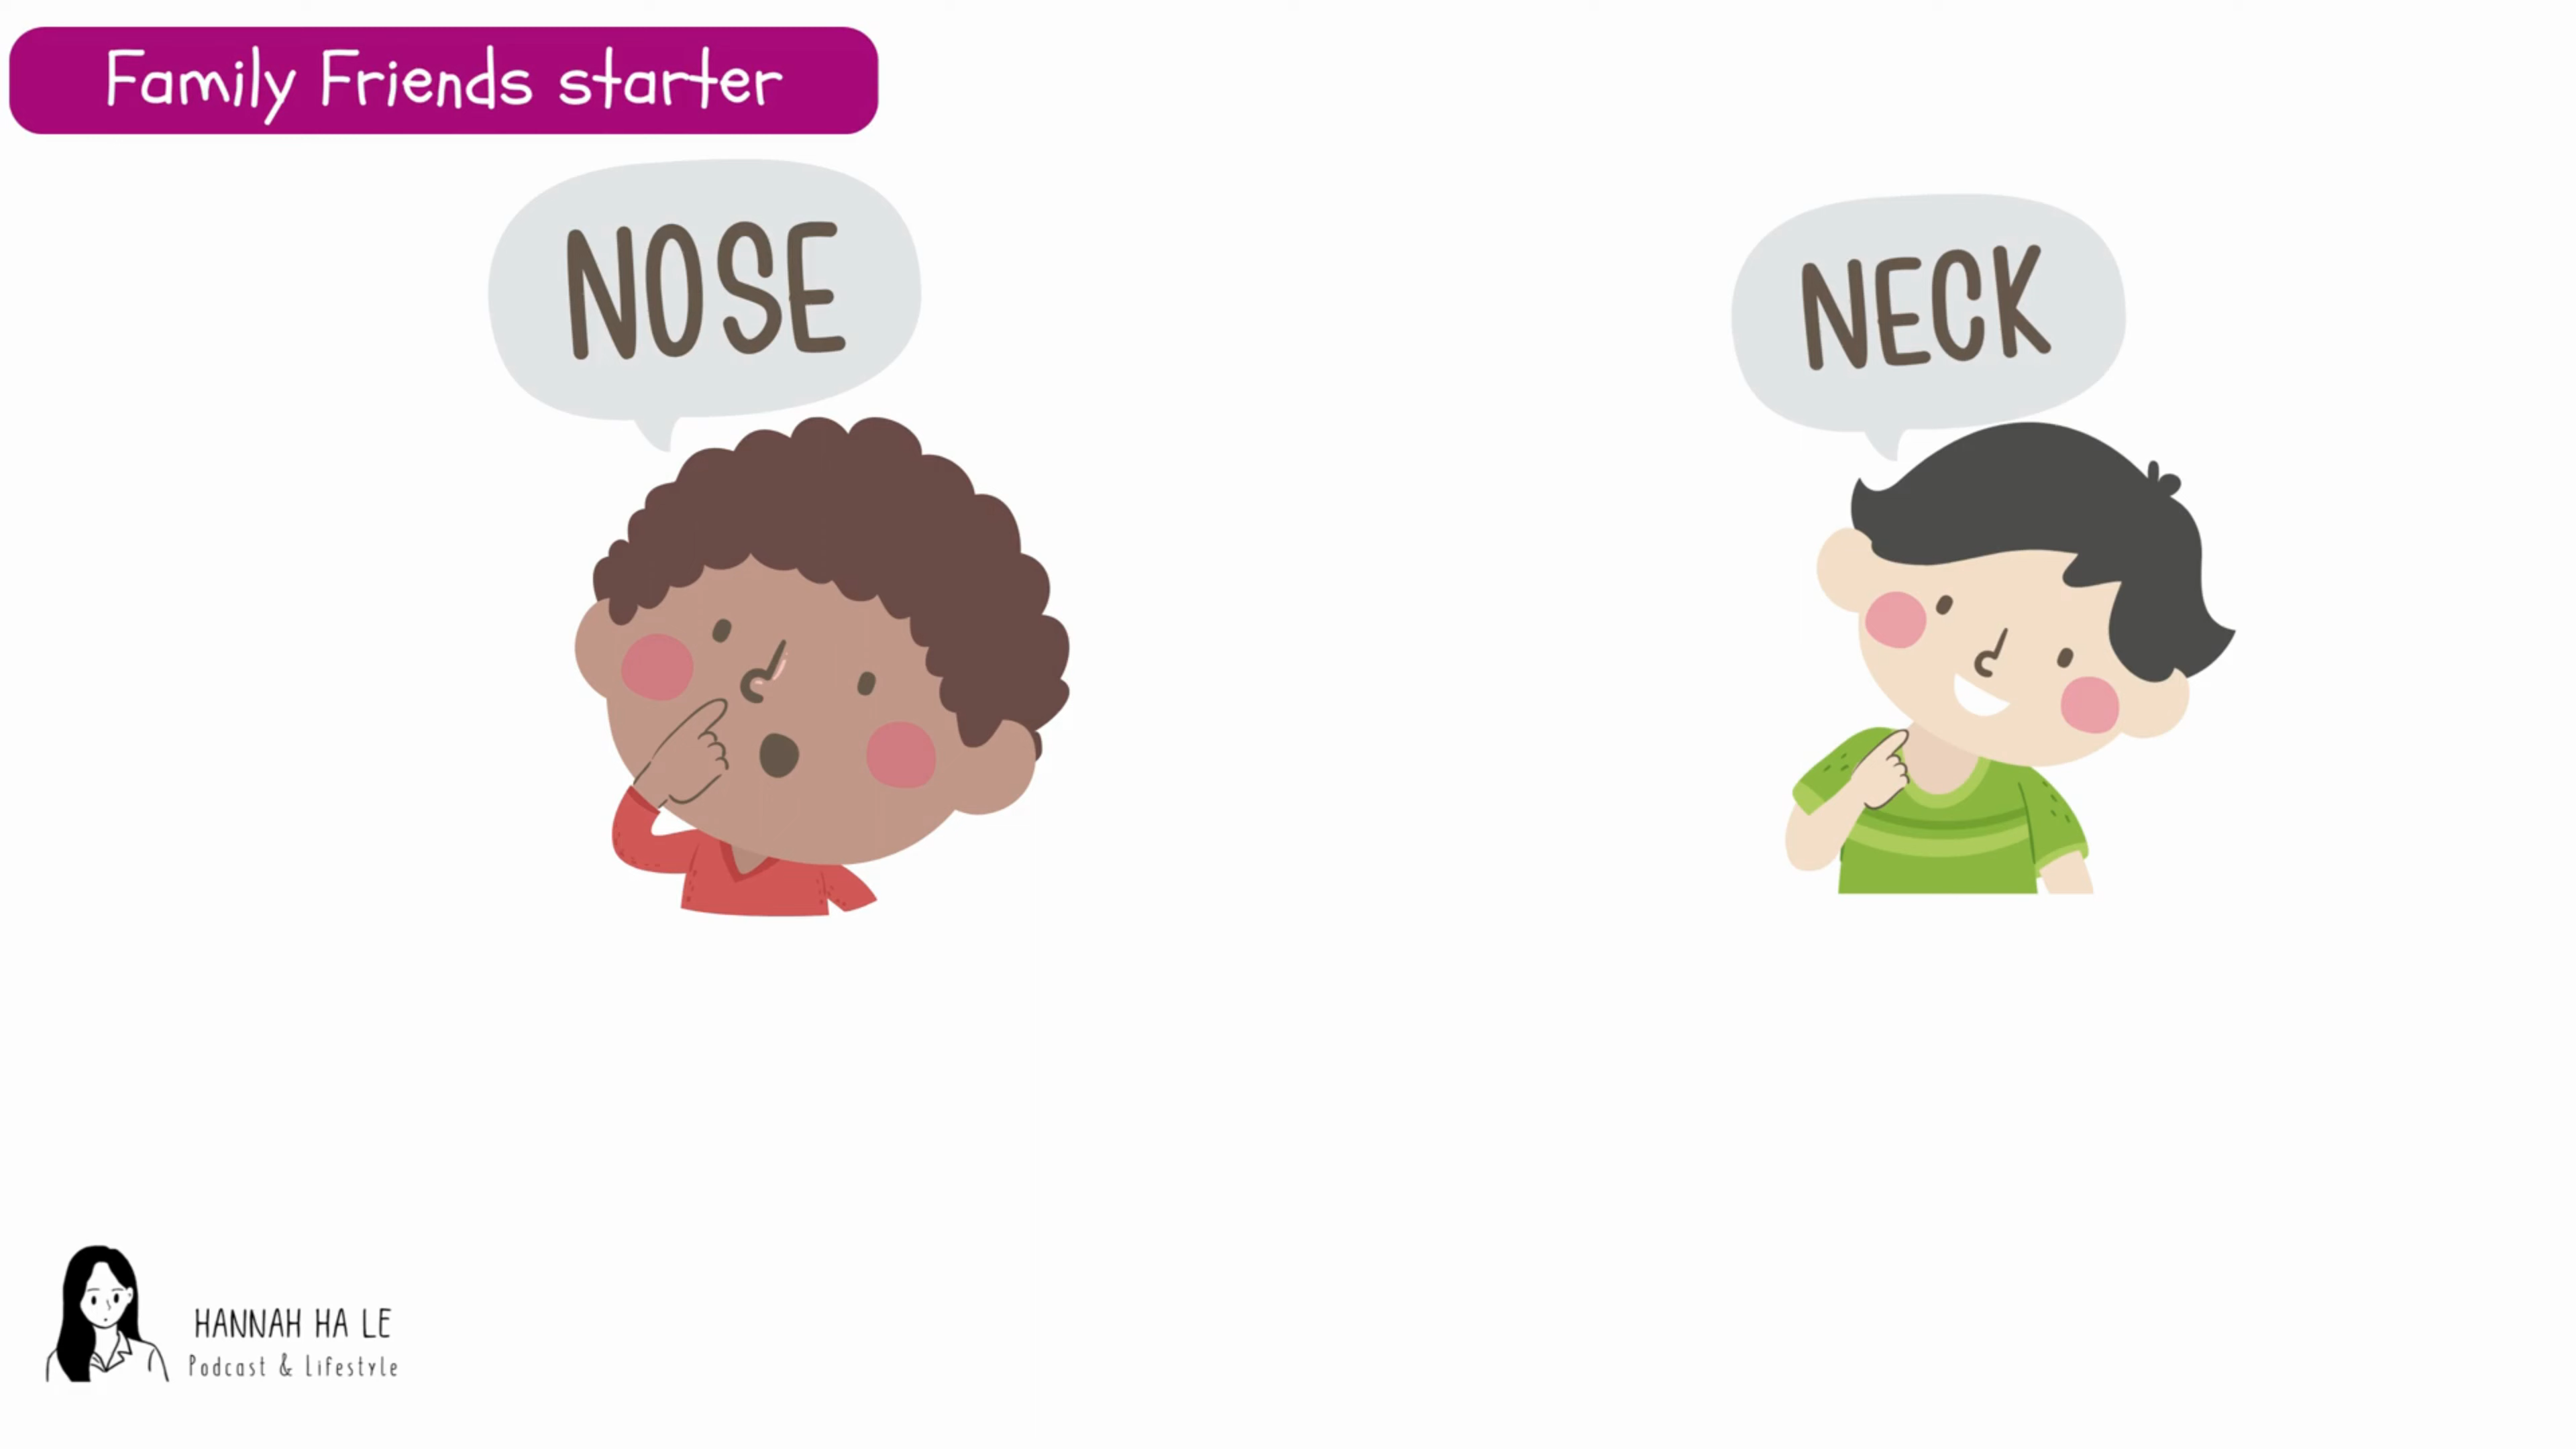 Family Friends starter
NOSE
NECK
HANNAH HA LE
Podcast & Lifestyle